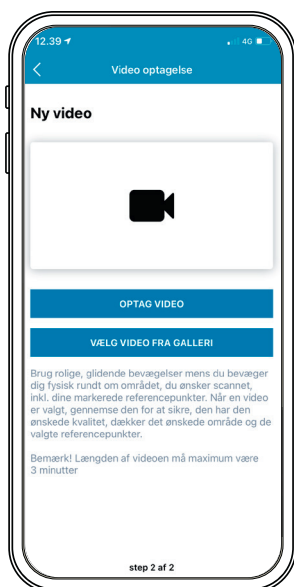 12.39
4G
Video optagelse
Ny video
OPTAG VIDEO
VÆLG VIDEO FRA GALLERI
Brug rolige, glidende bevægelser mens du bevæger
dig fysisk rundt om området, du ønsker scannet,
inkl. dine markerede referencepunkter. Når en video
er valgt, gennemse den for at sikre, den har den
ønskede kvalitet, dækker det ønskede område og de
valgte referencepunkter.
Bemærk! Længden af videoen må maximum være
3 minutter
step 2 af 2